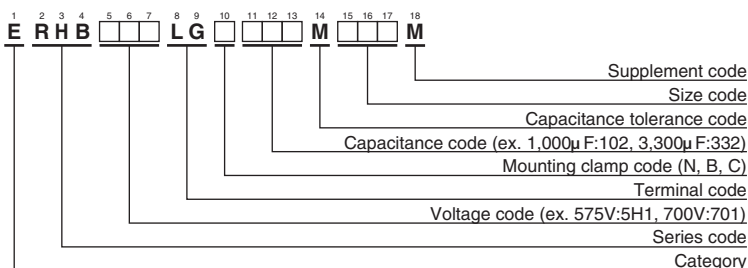 1 2 3 4 5 6 7 8 9 10 11 12 13 14 15 16 17 18
E RHB LG M M
Supplement code
Size code
Capacitance tolerance code
Capacitance code (ex. 1,000μF:102, 3,300μF:332)
Mounting clamp code (N, B, C)
Terminal code
Voltage code (ex. 575V:5H1, 700V:701)
Series code
Category